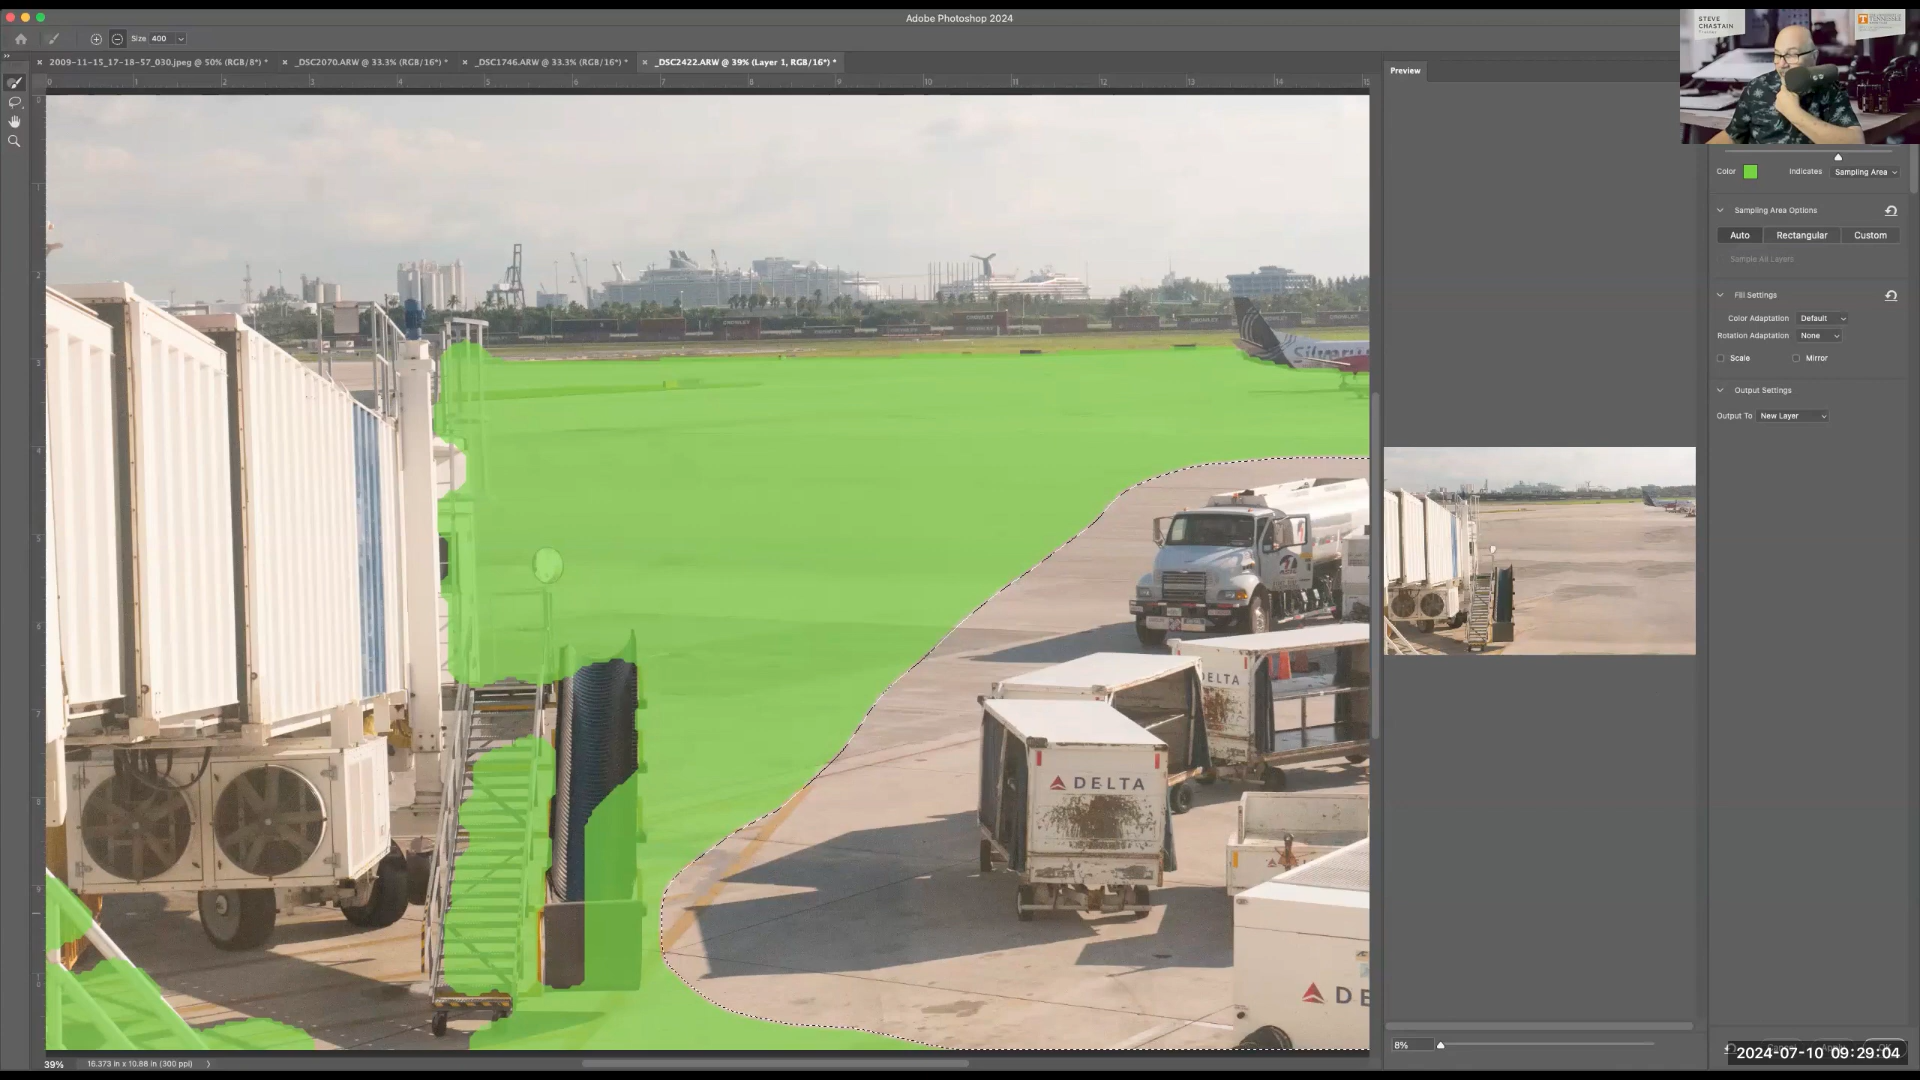 Adobe Photoshop 2024
Size 400
2009-11-15_17-18-57_030.jpeg @ 50% (RGB/8*) *
_DSC2070.ARW @ 33.3% (RGB/16*) *
_DSC1746.ARW @ 33.3% (RGB/16*) *
_DSC2422.ARW @ 39% (Layer 1, RGB/16*) *
STEVE
CHASTAIN
TENNESSEE
Preview
Color
Indicates
Sampling Area
Sampling Area Options
Auto
Rectangular
Custom
Sample All Layers
Fill Settings
Color Adaptation
Default
Rotation Adaptation
None
Scale
Mirror
Output Settings
Output To
New Layer
CROWLEY
DELTA
DELTA
DE
8%
39%
16.373 in x 10.88 in (300 ppi)
2024-07-10 09:29:04